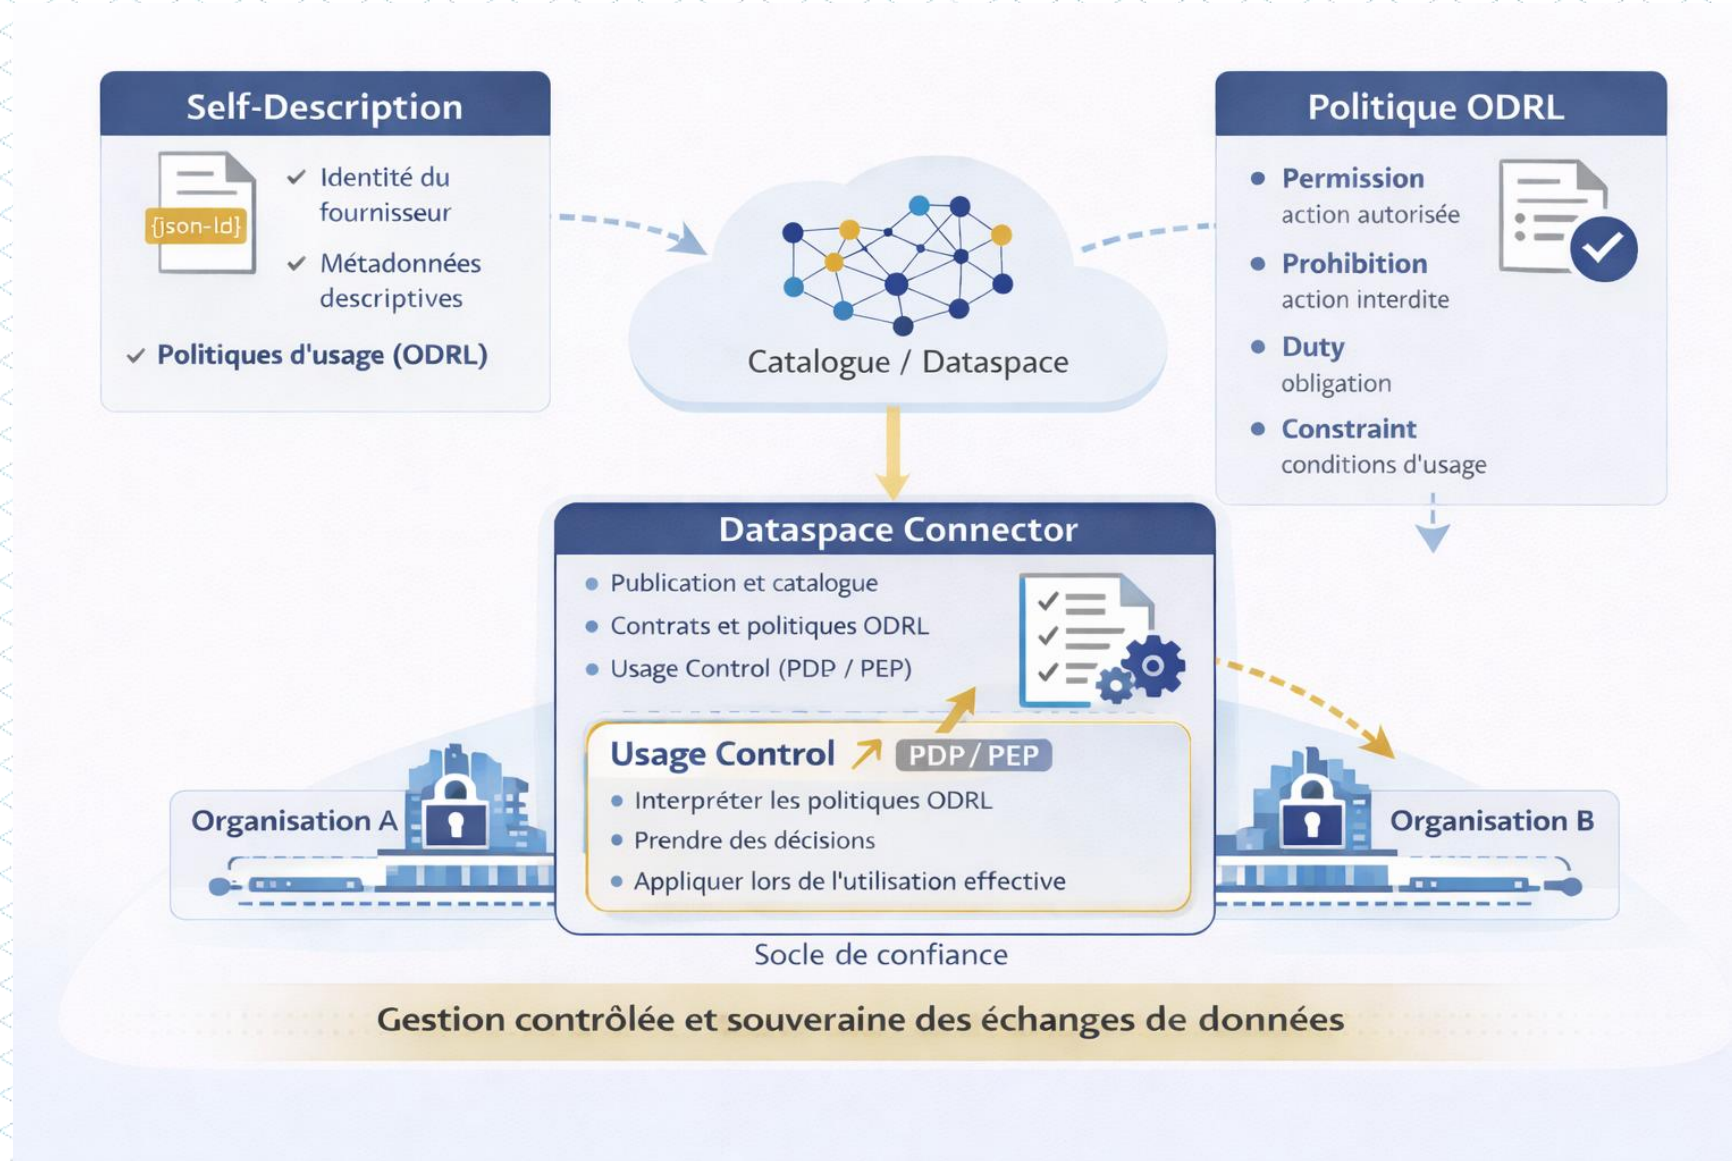 Self-Description
{json-ld}
Identité du
fournisseur
Métadonnées
descriptives
Politiques d'usage (ODRL)
Catalogue / Dataspace
Politique ODRL
Permission
action autorisée
Prohibition
action interdite
Duty
obligation
Constraint
conditions d'usage
Dataspace Connector
Publication et catalogue
Contrats et politiques ODRL
Usage Control (PDP / PEP)
Usage Control PDP / PEP
Interpréter les politiques ODRL
Prendre des décisions
Appliquer lors de l'utilisation effective
Organisation A
Organisation B
Socle de confiance
Gestion contrôlée et souveraine des échanges de données